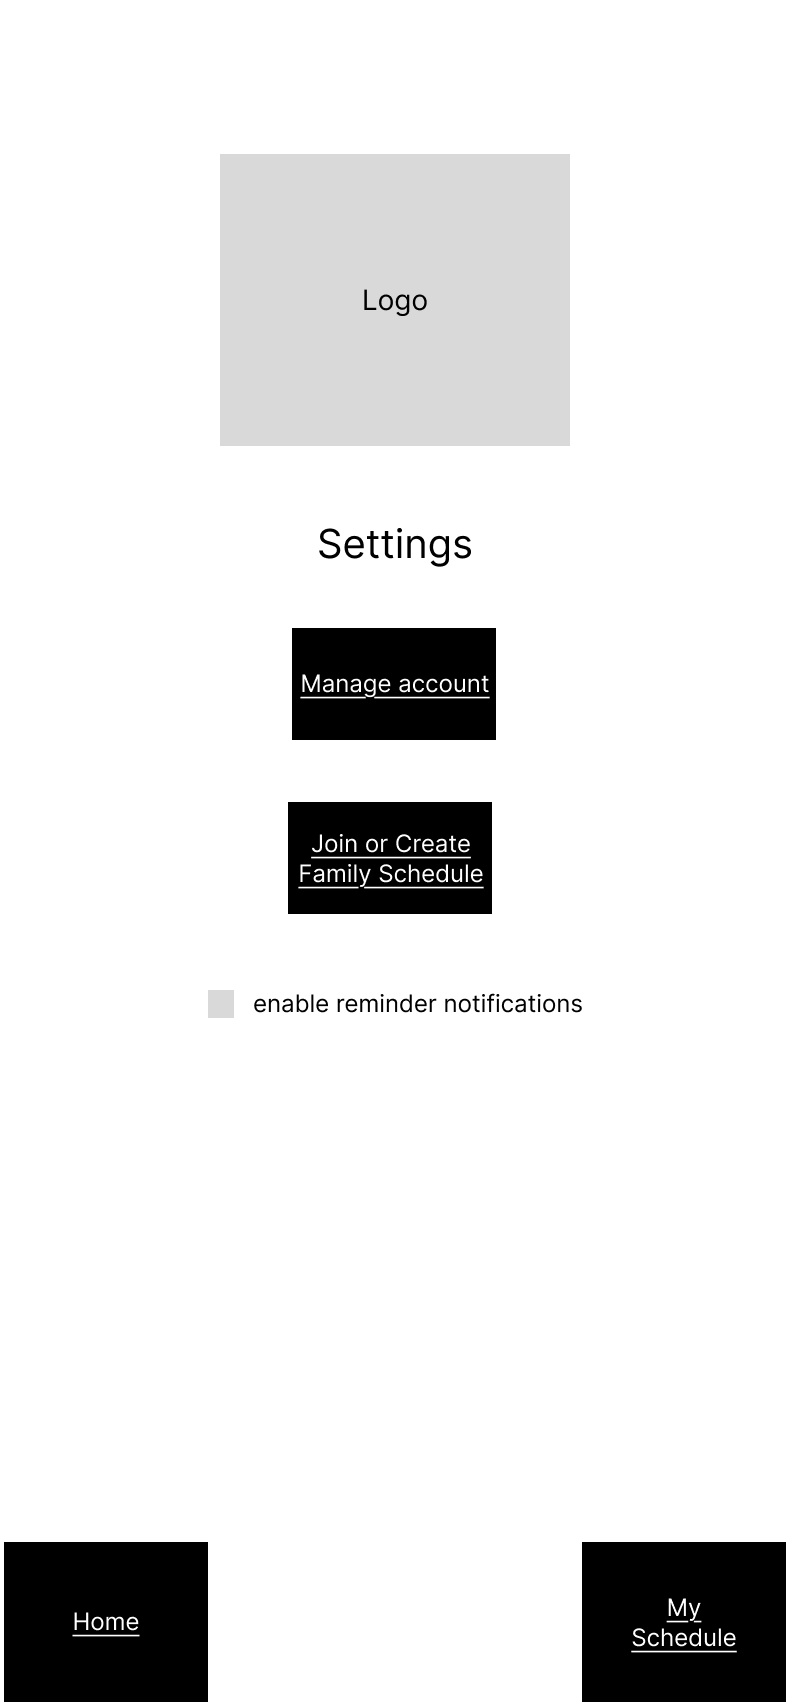 Logo
Settings
Manage account
Join or Create
Family Schedule
enable reminder notifications
Home
My
Schedule